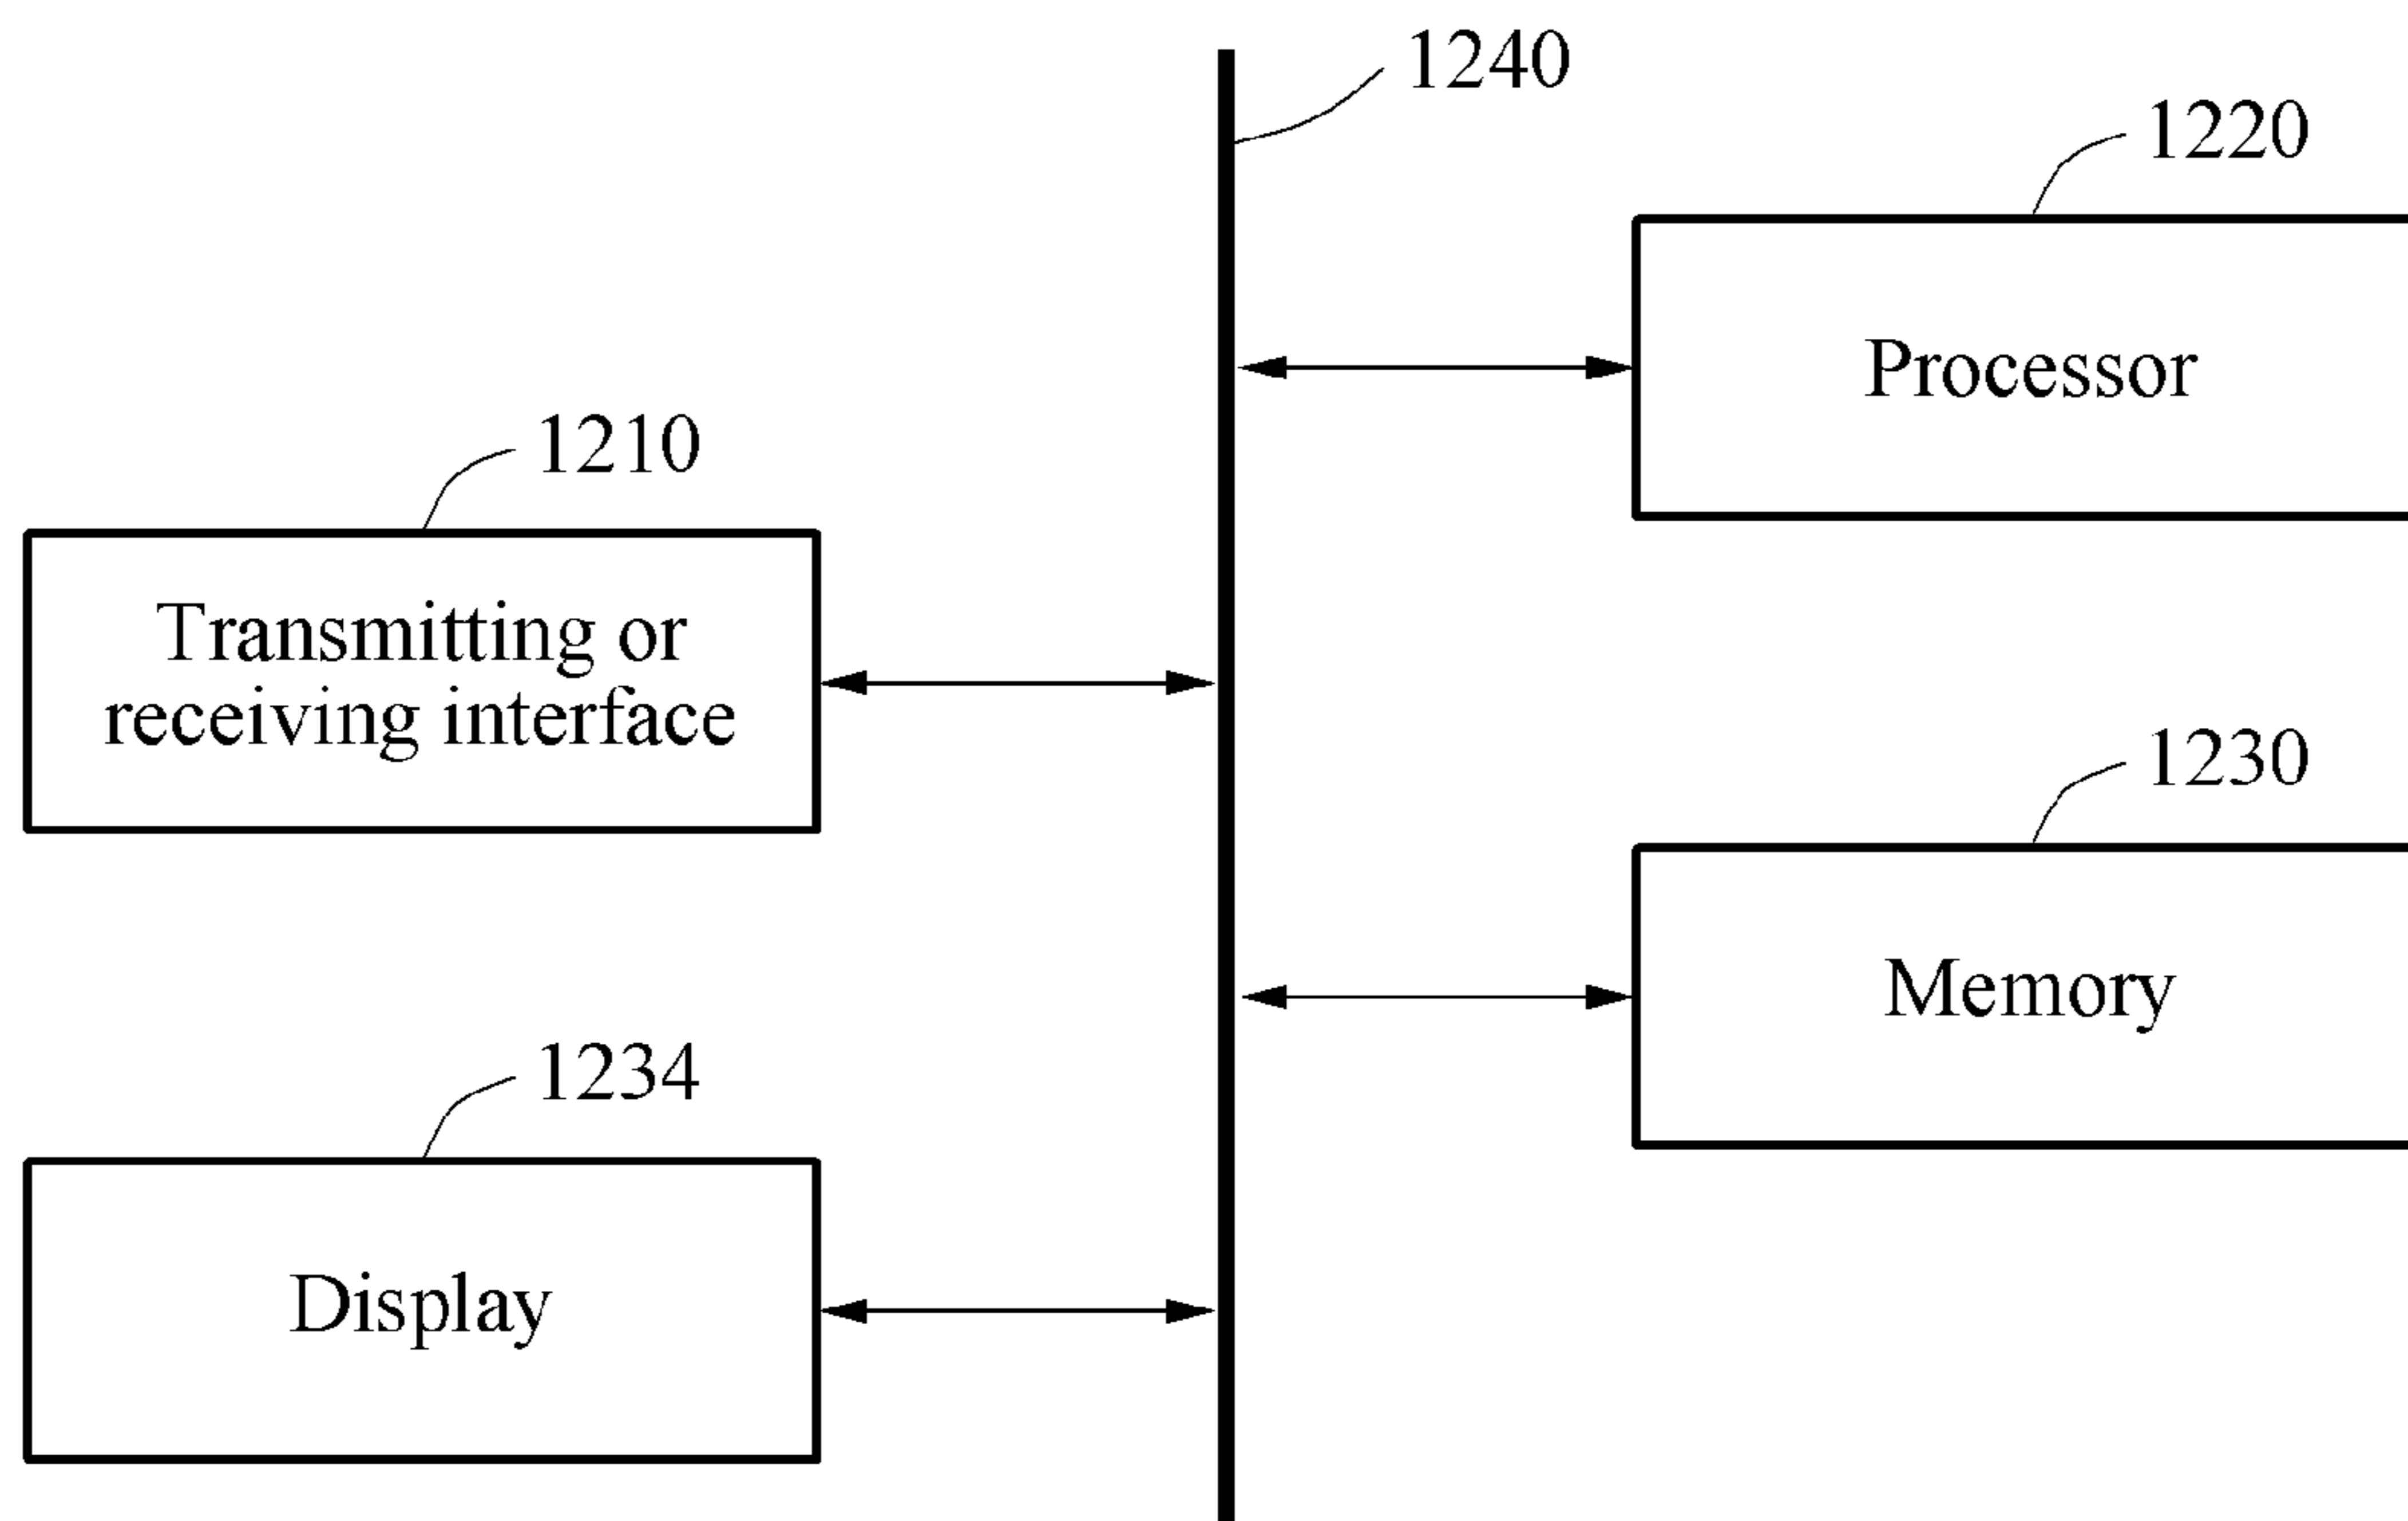 1240
1220
Processor
1210
Transmitting or
receiving interface
1230
Memory
1234
Display